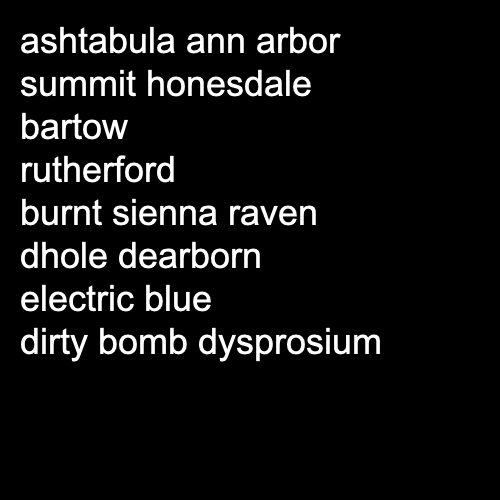 ashtabula ann arbor
summit honesdale
bartow
rutherford
burnt sienna raven
dhole dearborn
electric blue
dirty bomb dysprosium